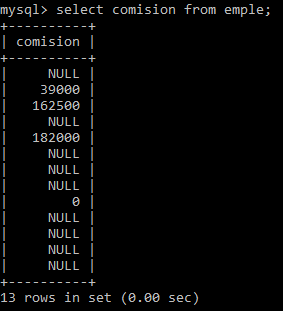 mysql> select comision from emple;
+----------+
| comision |
+----------+
|     NULL |
|    39000 |
|   162500 |
|     NULL |
|   182000 |
|     NULL |
|     NULL |
|     NULL |
|        0 |
|     NULL |
|     NULL |
|     NULL |
|     NULL |
+----------+
13 rows in set (0.00 sec)